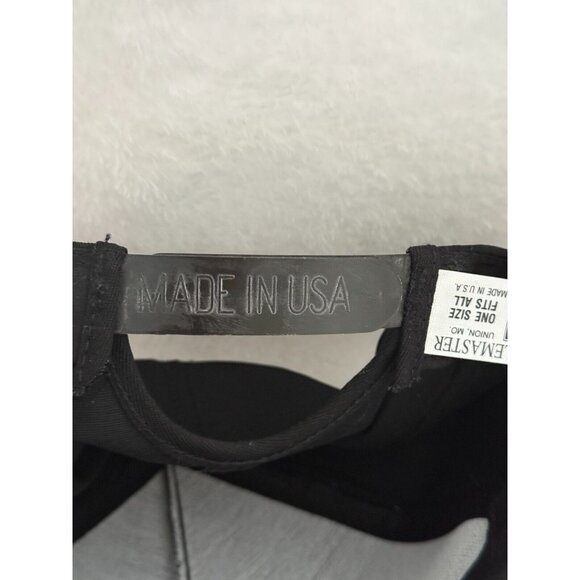 MADE IN USA
LEMASTER
UNION, MO.
ONE SIZE
FITS ALL
MADE IN U.S.A